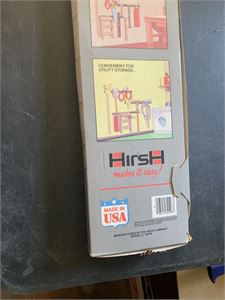 CONVENIENT FOR
UTILITY STORAGE...
HIRSH
makes it easy!
MADE IN
USA